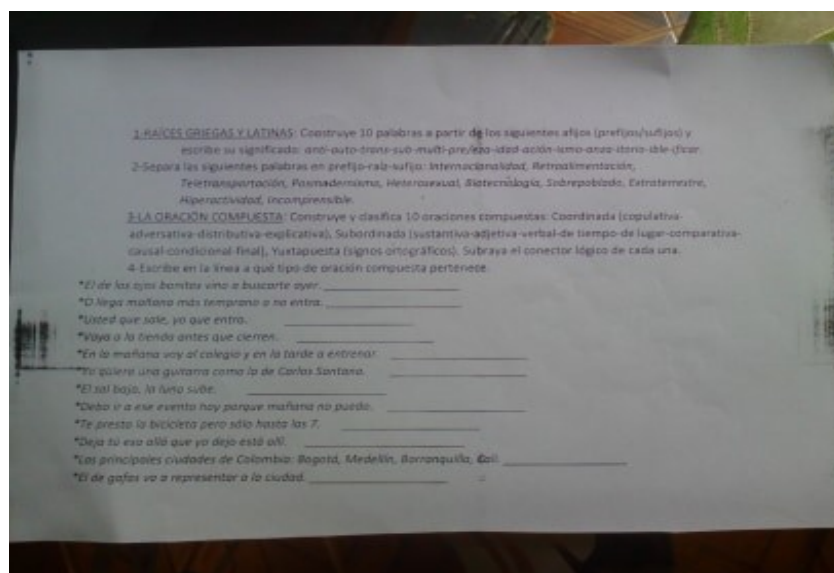 1-RAÍCES GRIEGAS Y LATINAS: Construye 10 palabras a partir de los siguientes afijos (prefijos/sufijos) y
escribe su significado: anti-auto-trans-sub-multi-pre/eza-idad-ación-ismo-anza-itorio-ible-ificar.
2-Separa las siguientes palabras en prefijo-raíz-sufijo: Internacionalidad, Retroalimentación,
Teletransportación, Posmodernismo, Heterosexual, Biotecnología, Sobrepoblado, Extraterrestre,
Hiperactividad, Incomprensible.
3-LA ORACIÓN COMPUESTA: Construye y clasifica 10 oraciones compuestas: Coordinada (copulativa-
adversativa-distributiva-explicativa), Subordinada (sustantiva-adjetiva-verbal-de tiempo-de lugar-comparativa-
causal-condicional-final), Yuxtapuesta (signos ortográficos). Subraya el conector lógico de cada una.
4-Escribe en la línea a qué tipo de oración compuesta pertenece.
*El de los ojos bonitos vino a buscarte ayer.
*O llega mañana más temprano o no entra.
*Usted que sale, yo que entro.
*Vaya a la tienda antes que cierren.
*En la mañana voy al colegio y en la tarde a entrenar.
*Yo quiero una guitarra como la de Carlos Santana.
*El sol baja, la luna sube.
*Debo ir a ese evento hoy porque mañana no puedo.
*Te presto la bicicleta pero sólo hasta las 7.
*Deja tú eso allá que yo dejo esto allí.
*Las principales ciudades de Colombia: Bogotá, Medellín, Barranquilla, Cali.
*El de gafas va a representar a la ciudad.